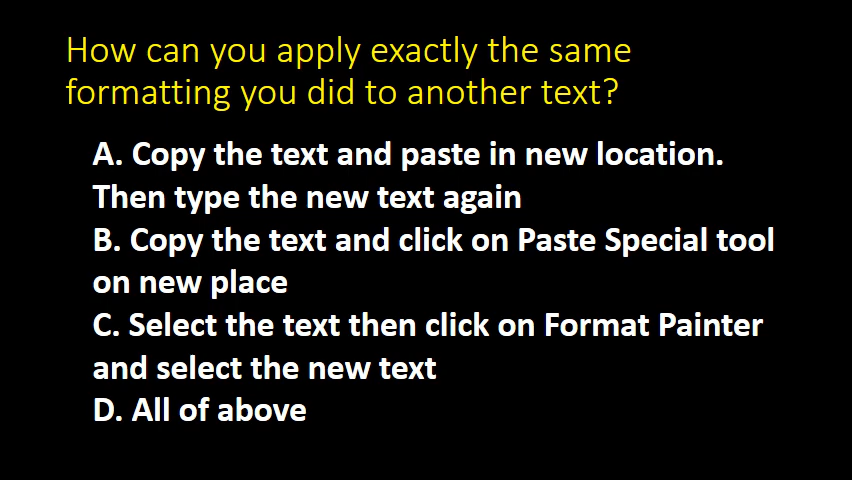 How can you apply exactly the same
formatting you did to another text?
A. Copy the text and paste in new location.
Then type the new text again
B. Copy the text and click on Paste Special tool
on new place
C. Select the text then click on Format Painter
and select the new text
D. All of above